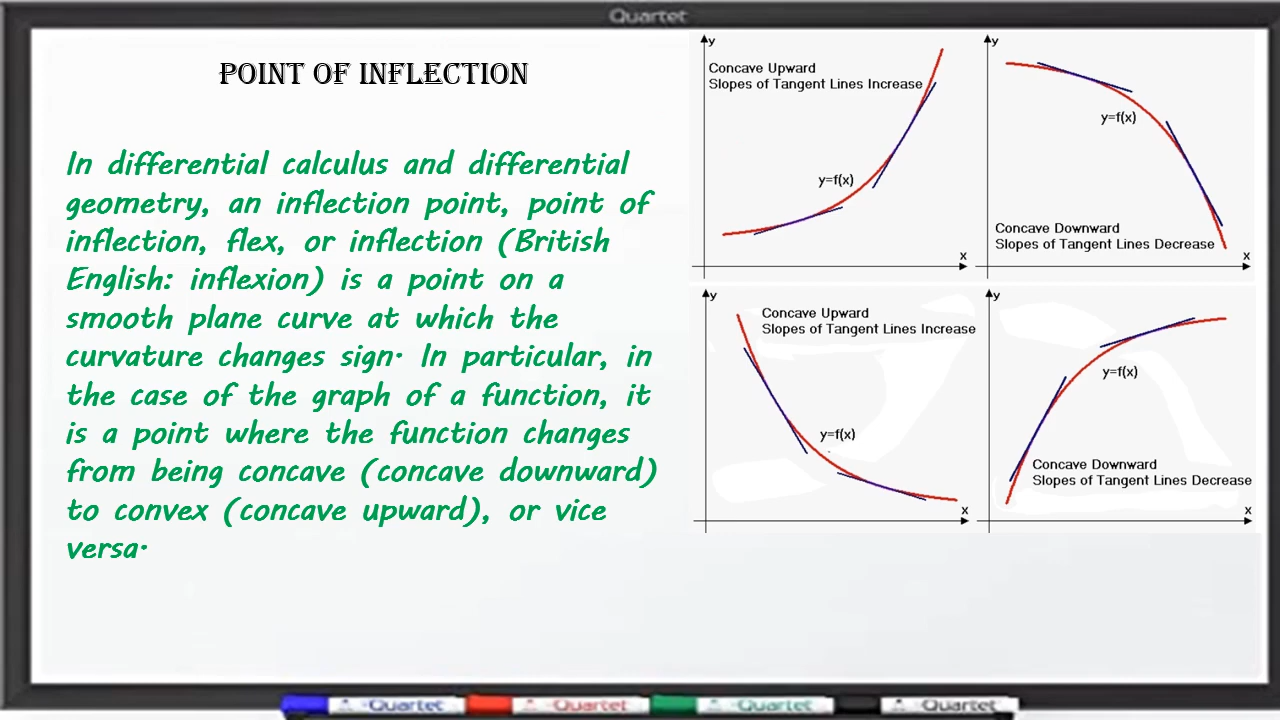 Quartet
POINT OF INFLECTION
In differential calculus and differential
geometry, an inflection point, point of
inflection, flex, or inflection (British
English: inflexion) is a point on a
smooth plane curve at which the
curvature changes sign. In particular, in
the case of the graph of a function, it
is a point where the function changes
from being concave (concave downward)
to convex (concave upward), or vice
versa.
y
Concave Upward
Slopes of Tangent Lines Increase
y=f(x)
x
y
y=f(x)
Concave Downward
Slopes of Tangent Lines Decrease
x
y
Concave Upward
Slopes of Tangent Lines Increase
y=f(x)
x
y
y=f(x)
Concave Downward
Slopes of Tangent Lines Decrease
x
Quartet
Quartet
Quartet
Quartet